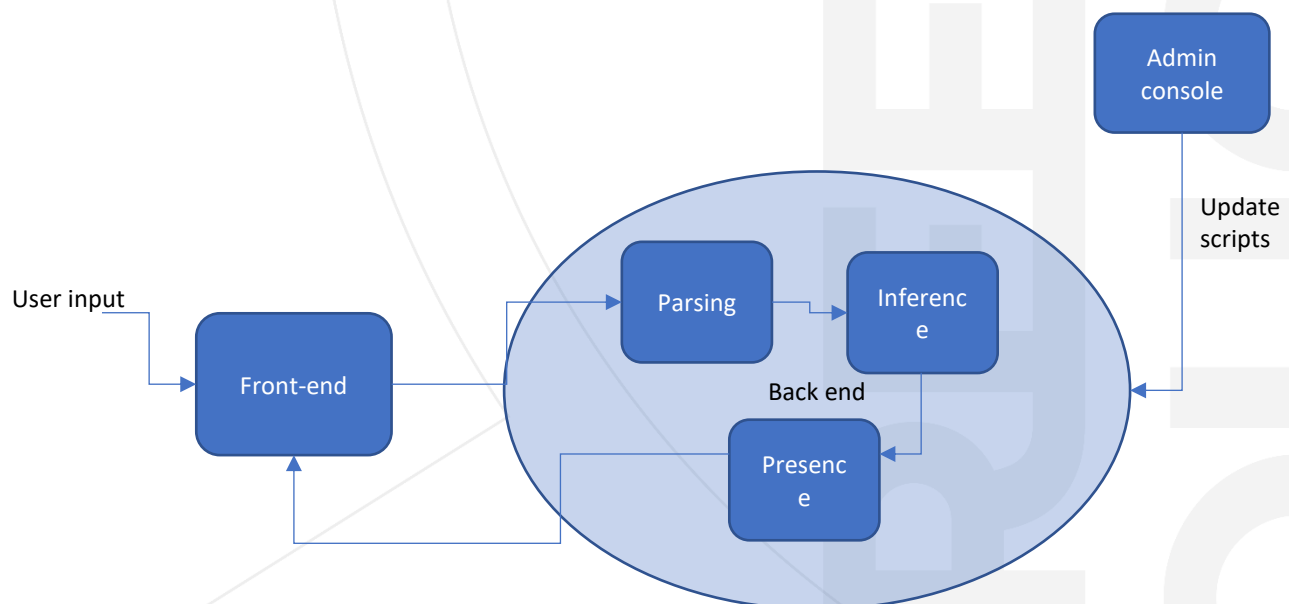 Admin
console
Update
scripts
User input
Front-end
Parsing
Inferenc
e
Back end
Presenc
e